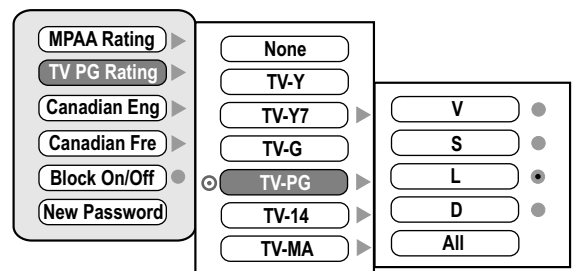 MPAA Rating
TV PG Rating
Canadian Eng
Canadian Fre
Block On/Off
New Password
None
TV-Y
TV-Y7
TV-G
TV-PG
TV-14
TV-MA
V
S
L
D
All